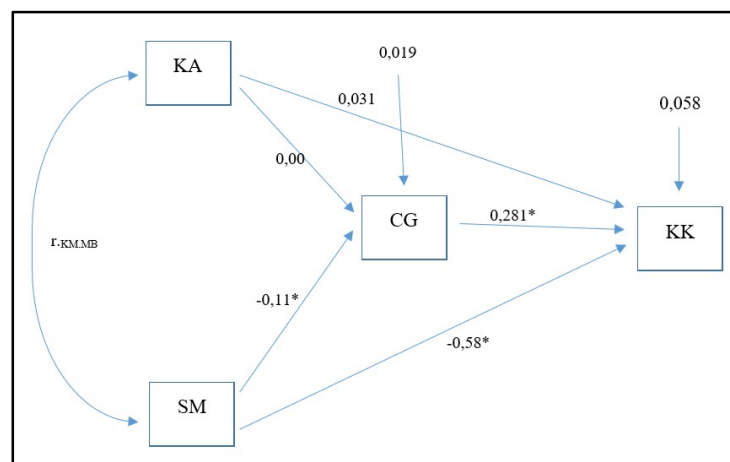 KA
0,019
0,031
0,058
0,00
CG
0,281*
KK
r.KM.MB
-0,11*
-0,58*
SM